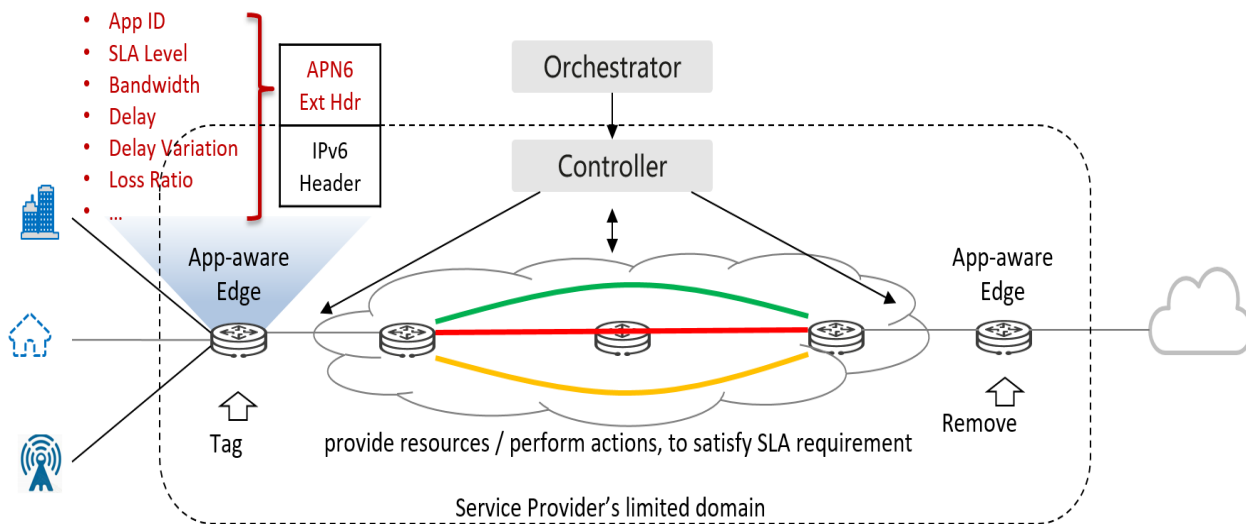 • App ID
• SLA Level
• Bandwidth
• Delay
• Delay Variation
• Loss Ratio
• ...
APN6
Ext Hdr
IPv6
Header
Orchestrator
Controller
App-aware
Edge
App-aware
Edge
Tag
provide resources / perform actions, to satisfy SLA requirement
Remove
Service Provider's limited domain